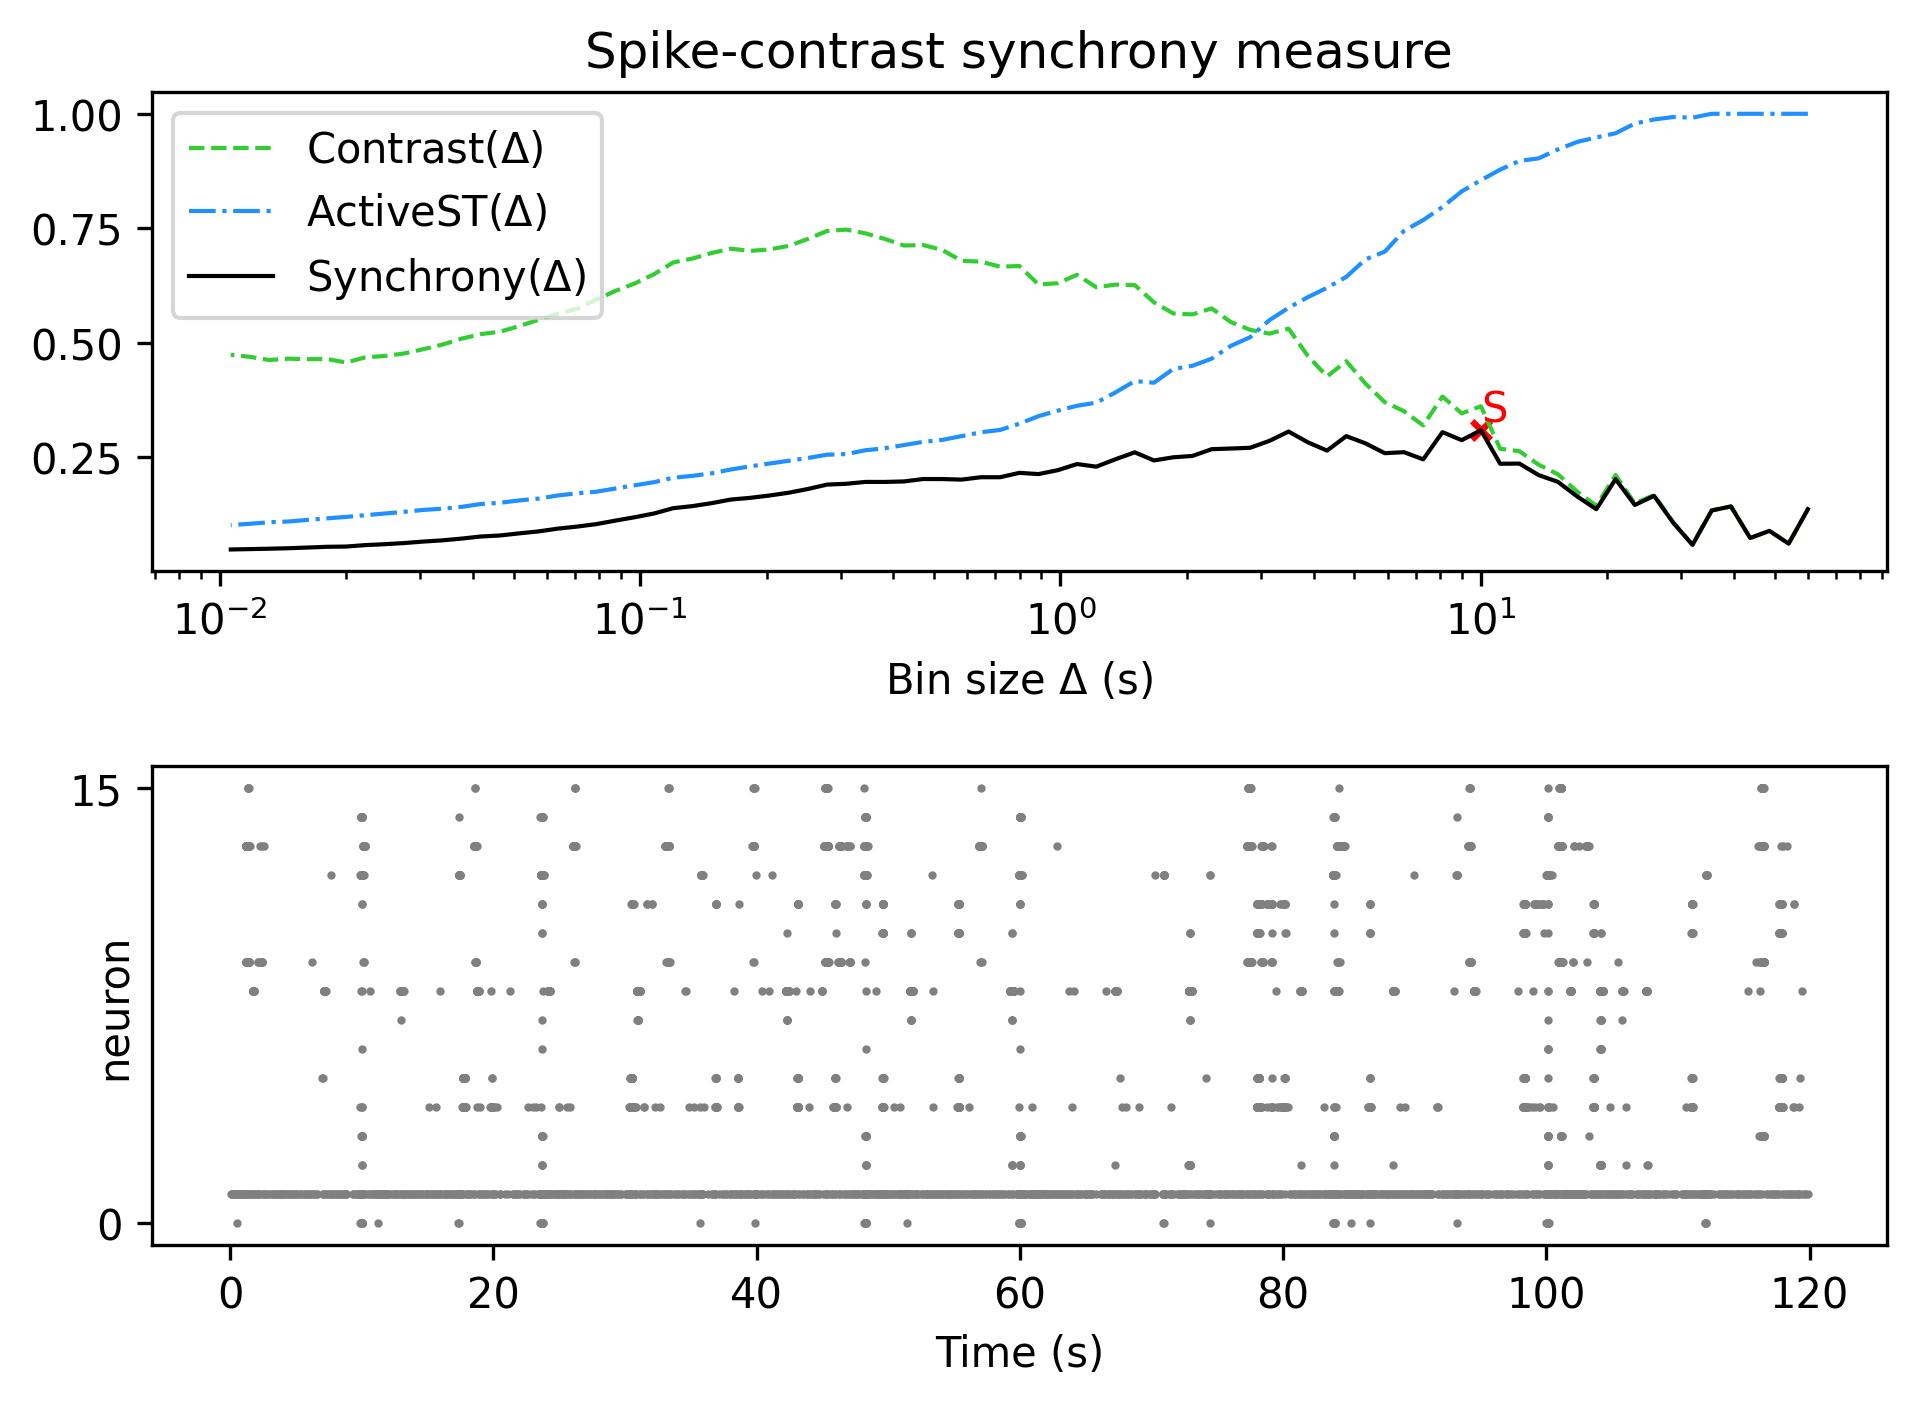 Spike-contrast synchrony measure
1.00
0.75
0.50
0.25
Contrast(Δ)
ActiveST(Δ)
Synchrony(Δ)
S
10⁻² 10⁻¹ 10⁰ 10¹
Bin size Δ (s)
15
0
neuron
0 20 40 60 80 100 120
Time (s)